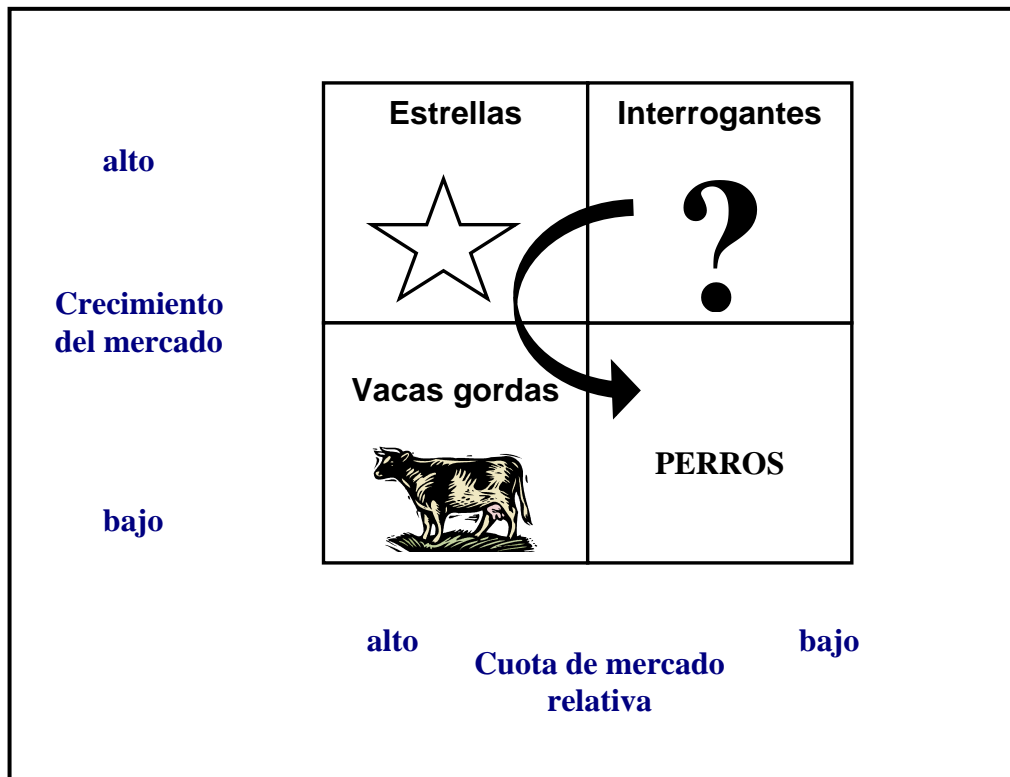 Estrellas
Interrogantes
alto
?
Crecimiento
del mercado
Vacas gordas
PERROS
bajo
alto
bajo
Cuota de mercado
relativa